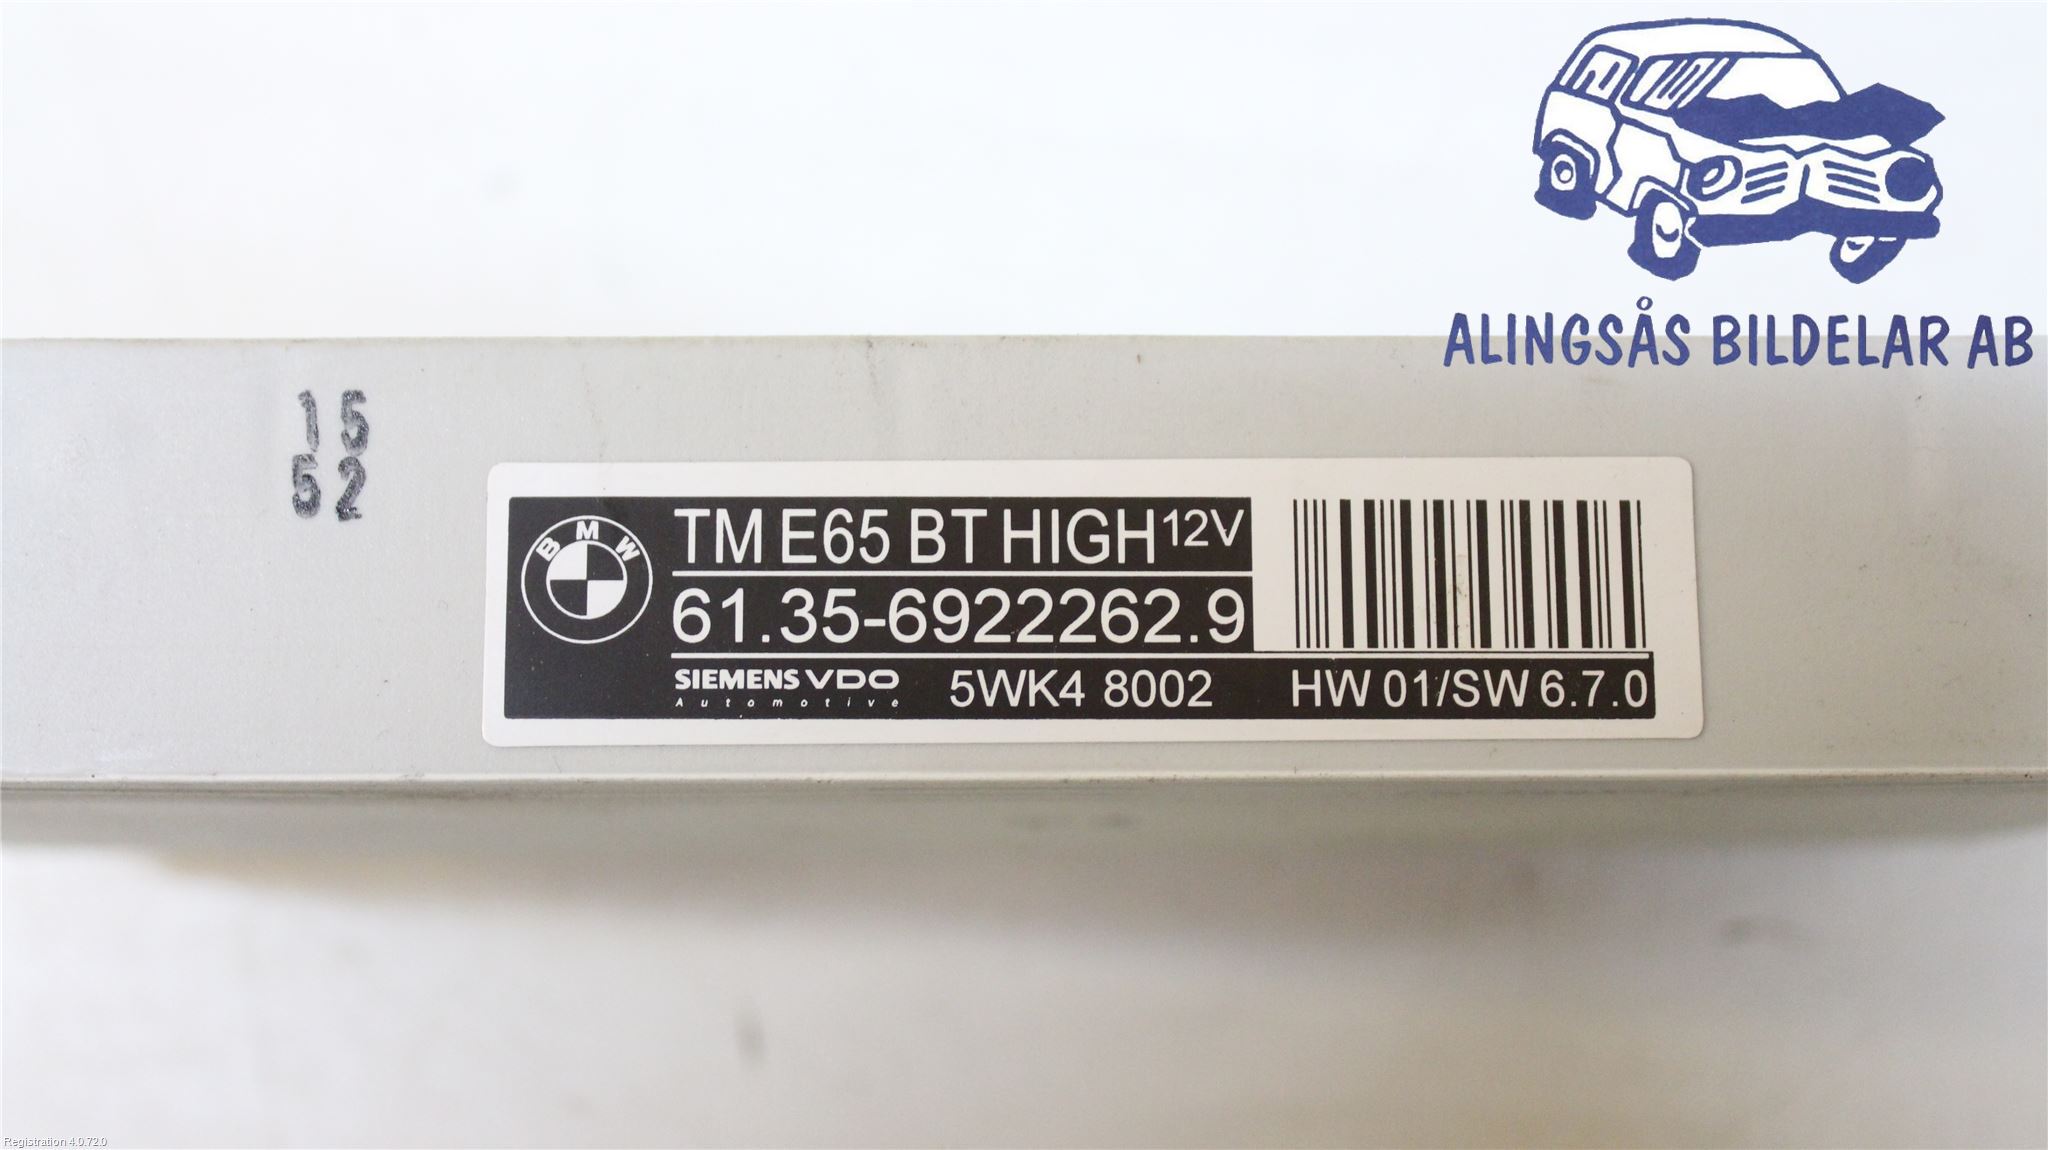 ALINGSÅS BILDELAR AB
15
52
BMW
TM E65 BT HIGH 12V
61.35-6922262.9
SIEMENS VDO
Automotive
5WK4 8002
HW 01/SW 6.7.0
Registration 4.0.72.0